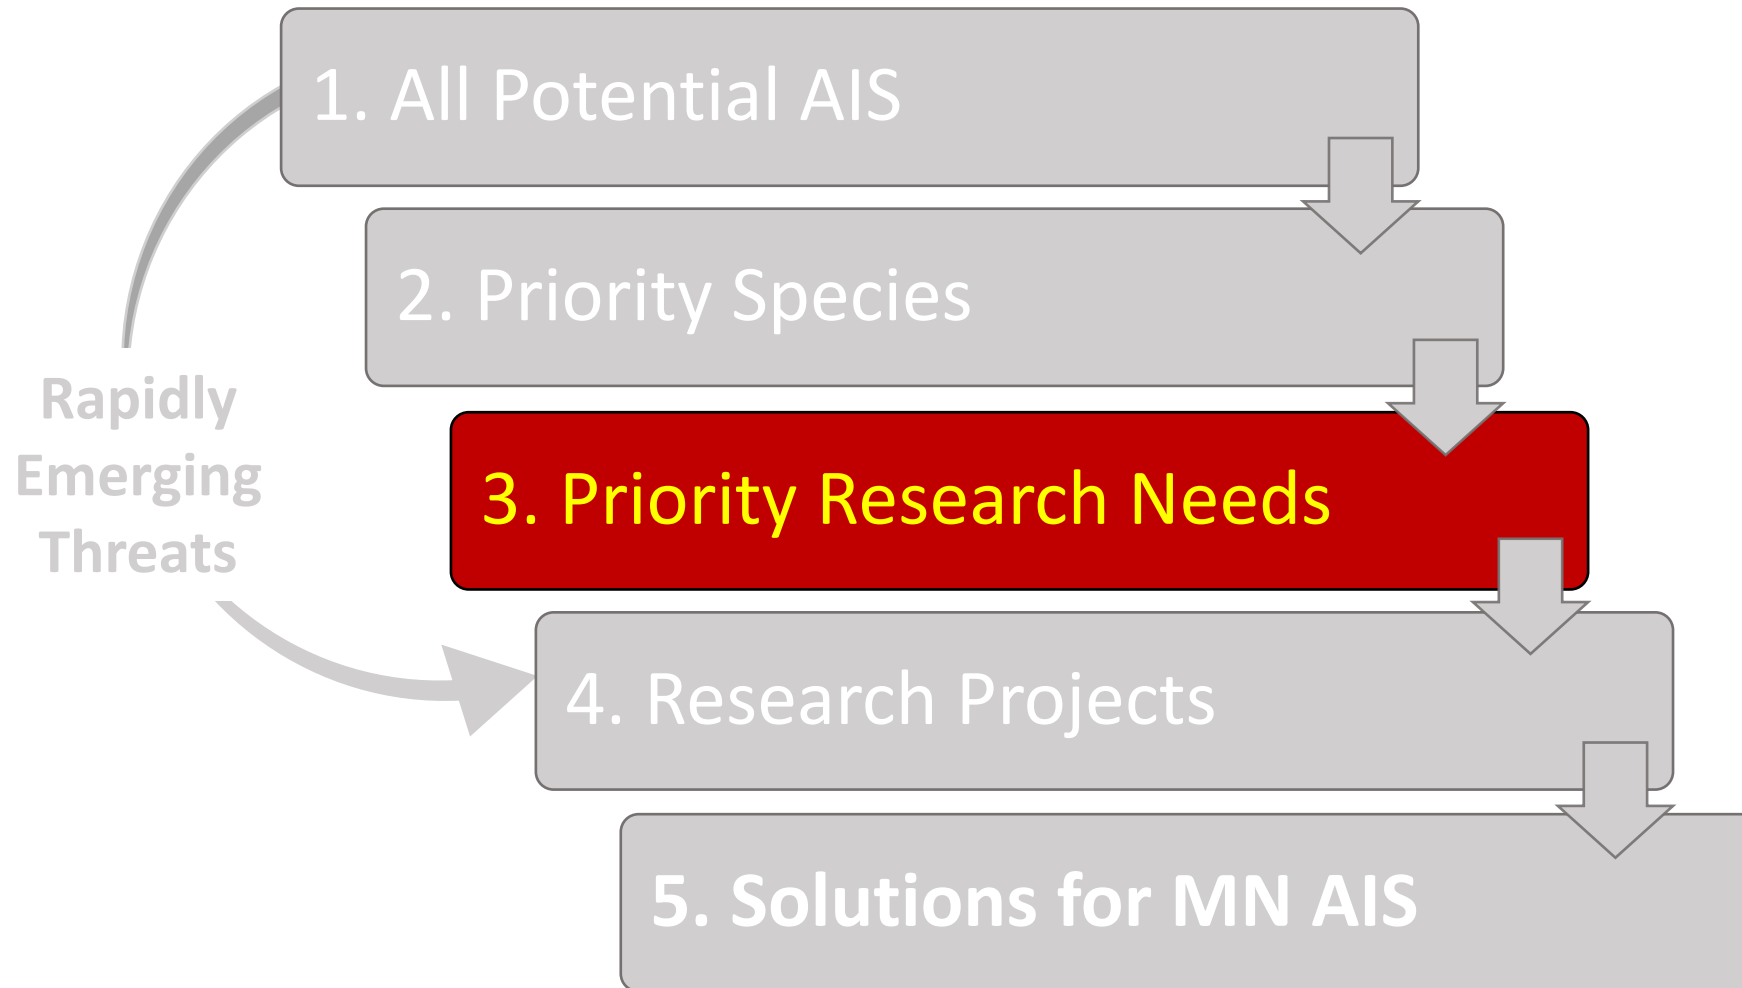 1. All Potential AIS
2. Priority Species
Rapidly
Emerging
Threats
3. Priority Research Needs
4. Research Projects
5. Solutions for MN AIS